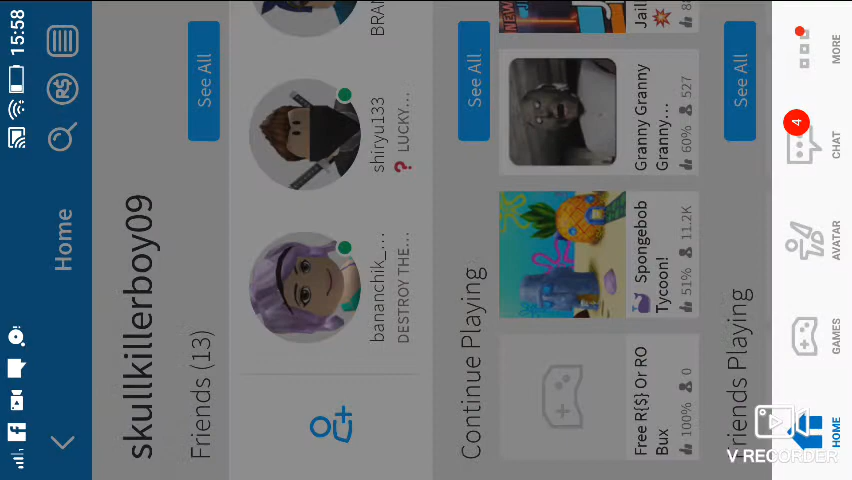 15:58
Home
skullkillerboy09
Friends (13)
See All
bananchik_...
DESTROY THE...
shiryu133
❓ LUCKY...
BRAN
Continue Playing
See All
Free R{$} Or RO
Bux
100% 0
Spongebob
Tycoon!
51% 11.2K
Granny Granny
Granny...
60% 527
NEW
Jail
Friends Playing
See All
HOME
GAMES
AVATAR
CHAT
4
MORE
V RECORDER